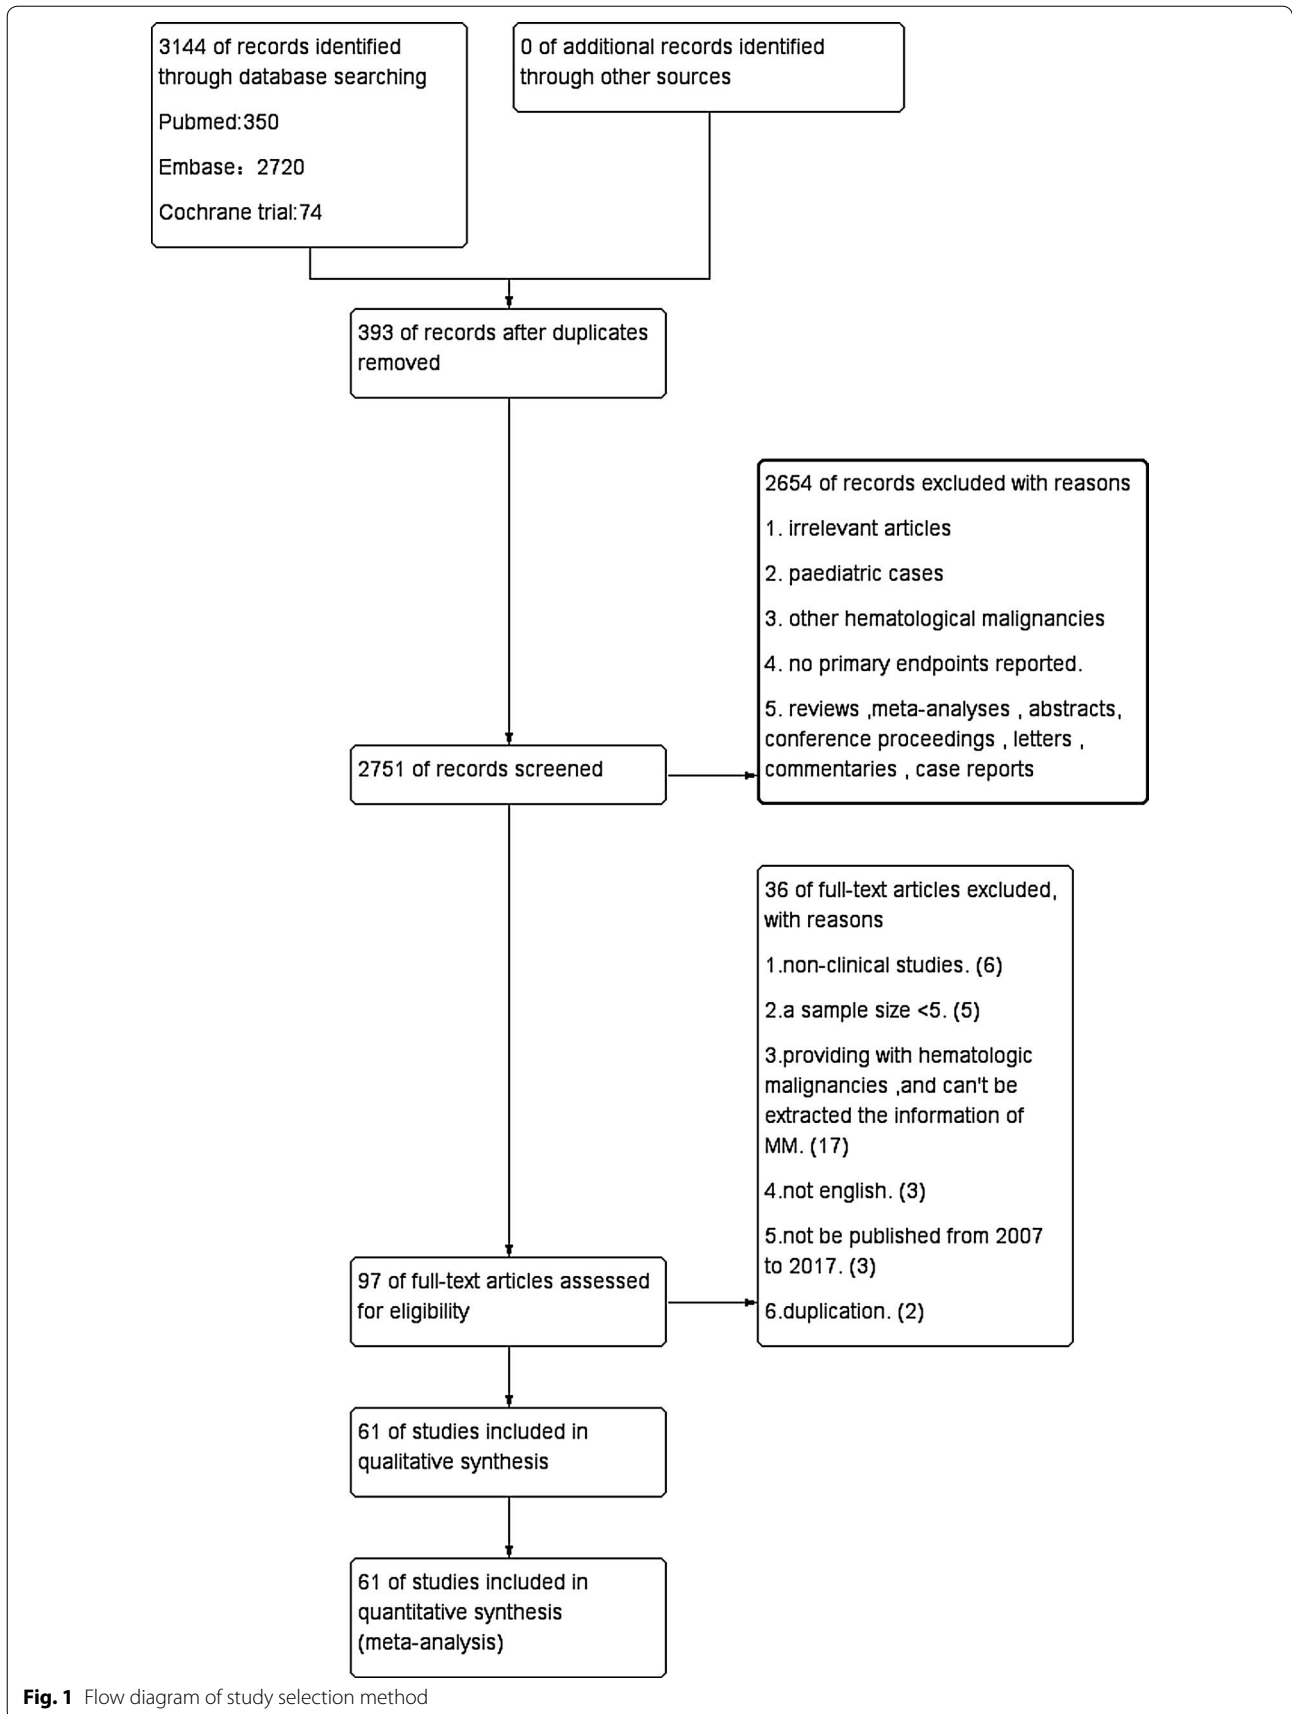 3144 of records identified
through database searching
Pubmed:350
Embase：2720
Cochrane trial:74
0 of additional records identified
through other sources
393 of records after duplicates
removed
2654 of records excluded with reasons
1. irrelevant articles
2. paediatric cases
3. other hematological malignancies
4. no primary endpoints reported.
5. reviews ,meta-analyses , abstracts,
conference proceedings , letters ,
commentaries , case reports
2751 of records screened
36 of full-text articles excluded,
with reasons
1.non-clinical studies. (6)
2.a sample size <5. (5)
3.providing with hematologic
malignancies ,and can't be
extracted the information of
MM. (17)
4.not english. (3)
5.not be published from 2007
to 2017. (3)
6.duplication. (2)
97 of full-text articles assessed
for eligibility
61 of studies included in
qualitative synthesis
61 of studies included in
quantitative synthesis
(meta-analysis)
Fig. 1 Flow diagram of study selection method